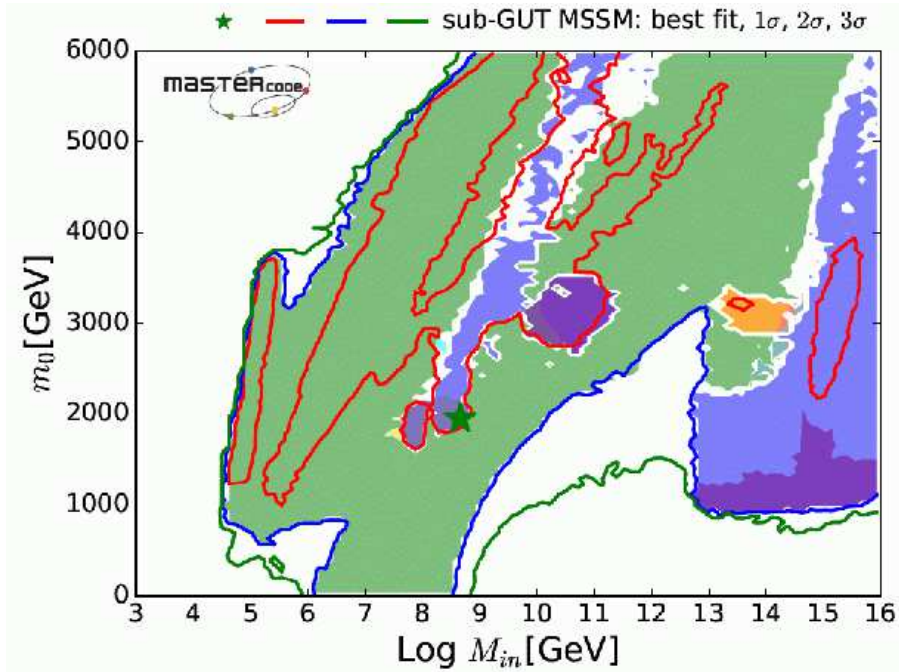 sub-GUT MSSM: best fit, 1σ, 2σ, 3σ
MASTERCODE
6000
5000
4000
3000
2000
1000
0
m₀[GeV]
3 4 5 6 7 8 9 10 11 12 13 14 15 16
Log M_in[GeV]